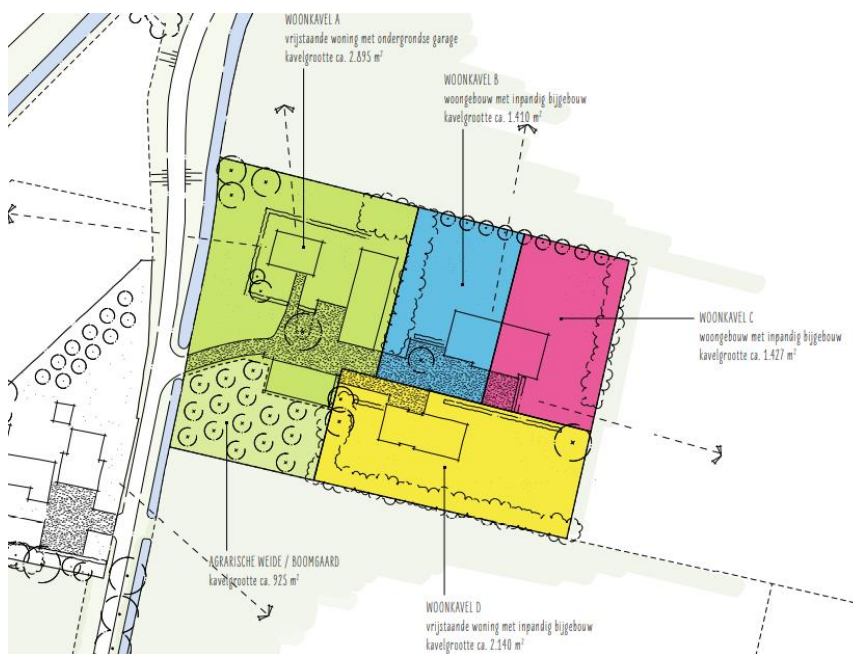 WOONKAVEL A
vrijstaande woning met ondergrondse garage
kavelgrootte ca. 2.895 m²
WOONKAVEL B
woongebouw met inpandig bijgebouw
kavelgrootte ca. 1.410 m²
WOONKAVEL C
woongebouw met inpandig bijgebouw
kavelgrootte ca. 1.427 m²
AGRARISCHE WEIDE / BOOMGAARD
kavelgrootte ca. 925 m²
WOONKAVEL D
vrijstaande woning met inpandig bijgebouw
kavelgrootte ca. 2.140 m²